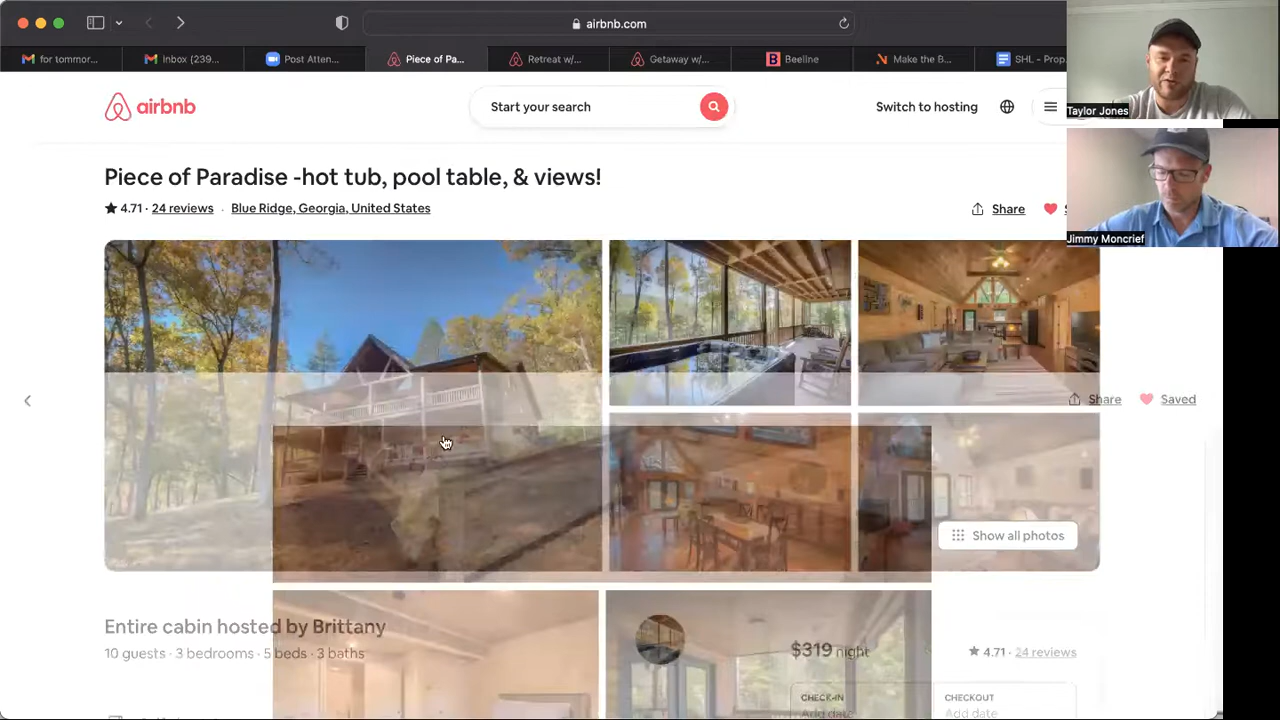 airbnb.com
for tommor...
Inbox (239...
Post Atten...
Piece of Pa...
Retreat w/...
Getaway w/...
Beeline
Make the B...
SHL - Prop
Taylor Jones
airbnb
Start your search
Switch to hosting
Piece of Paradise -hot tub, pool table, & views!
4.71 · 24 reviews · Blue Ridge, Georgia, United States
Share
Jimmy Moncrief
Share
Saved
Show all photos
Entire cabin hosted by Brittany
10 guests · 3 bedrooms · 5 beds · 3 baths
$319 night
4.71 · 24 reviews
CHECK-IN
Add date
CHECKOUT
Add date